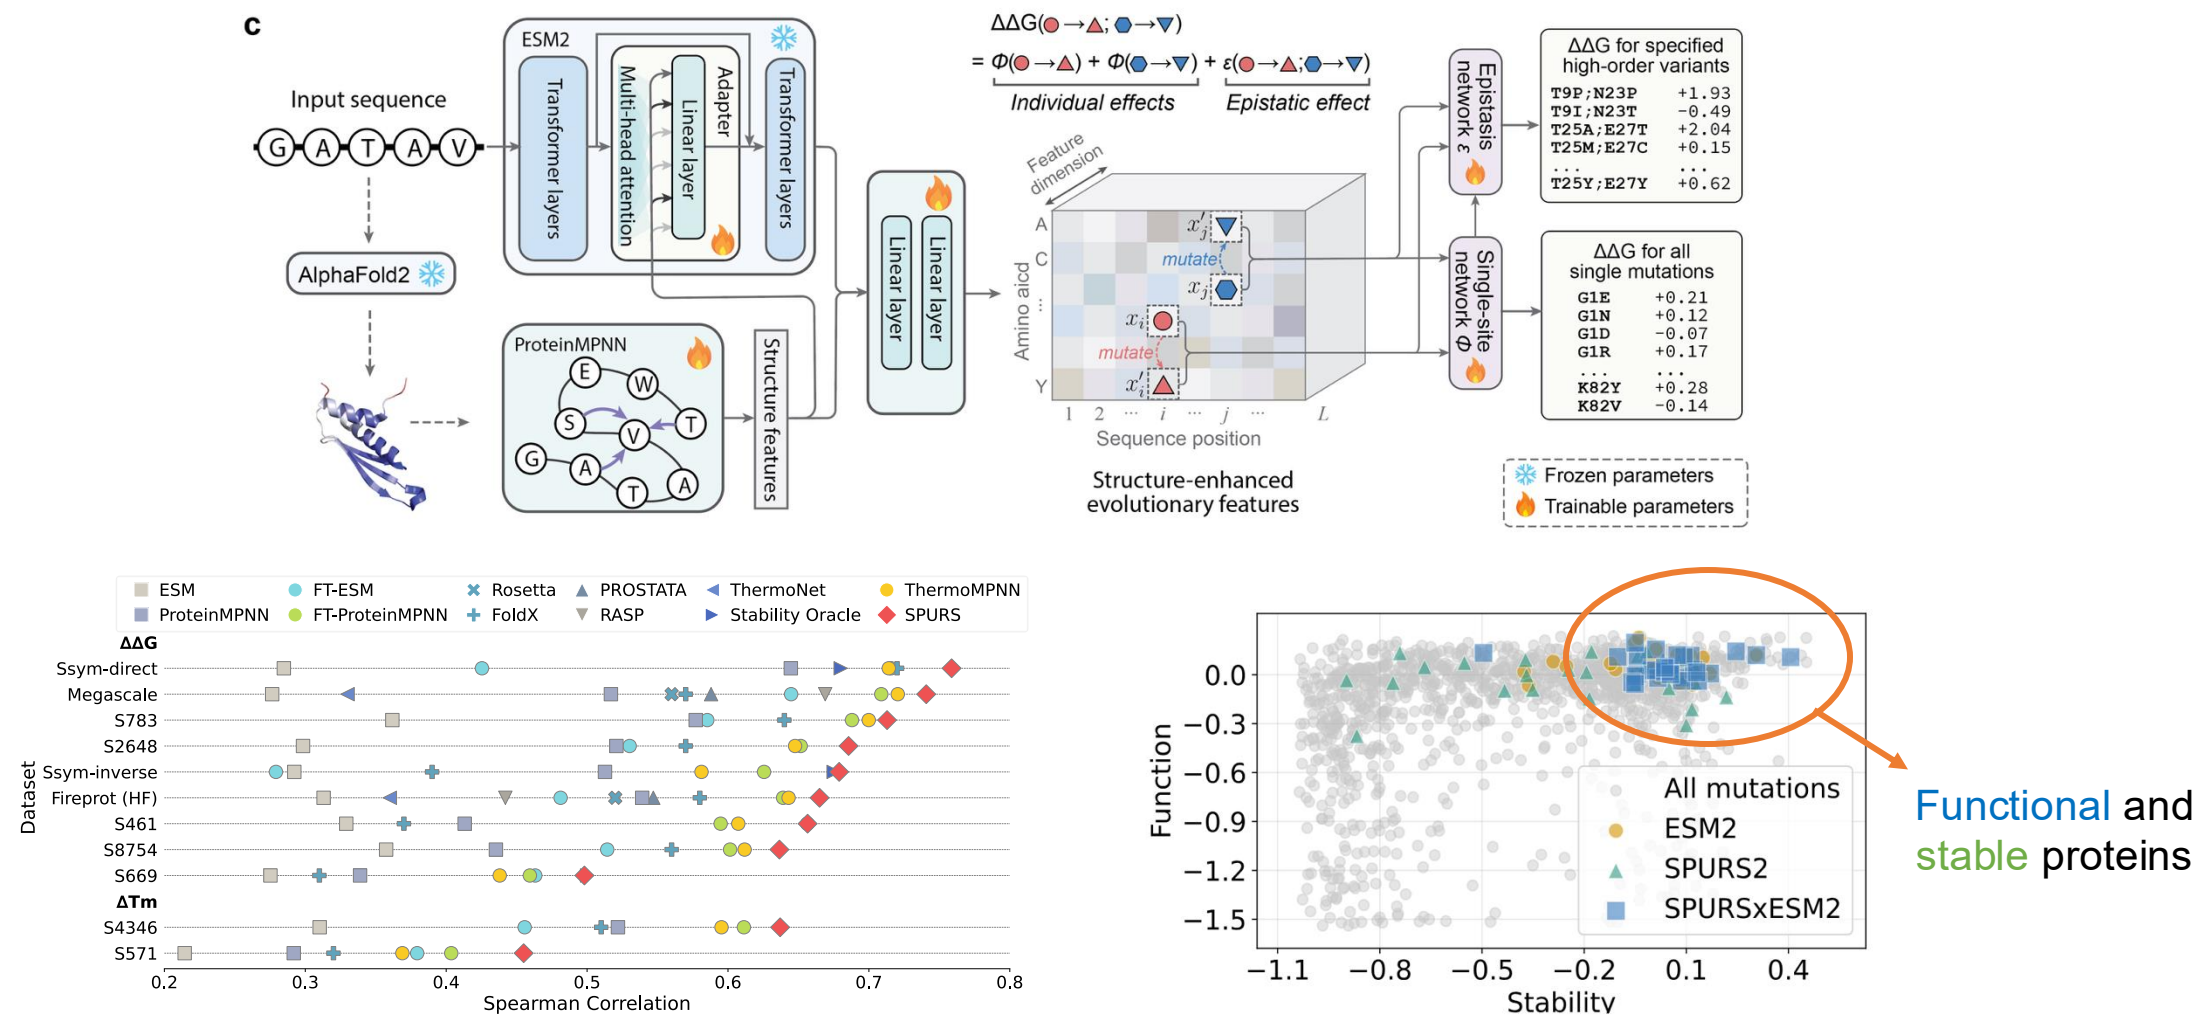 c
Input sequence
G A T A V
AlphaFold2
ESM2
Transformer layers
Multi-head attention
Linear layer
Adapter
Transformer layers
ProteinMPNN
E
W
S
V
T
G
A
T
A
Structure features
Linear layer
Linear layer
ΔΔG(●→▲; ⬢→▼)
= Φ(●→▲) + Φ(⬢→▼) + ε(●→▲;⬢→▼)
Individual effects
Epistatic effect
Feature
dimension
Amino aicd
A
C
...
Y
x'j
mutate
xj
xi
mutate
x'i
1 2 ... i ... j ... L
Sequence position
Structure-enhanced
evolutionary features
Epistasis
network ε
Single-site
network Φ
ΔΔG for specified
high-order variants
T9P;N23P +1.93
T9I;N23T −0.49
T25A;E27T +2.04
T25M;E27C +0.15
... ...
T25Y;E27Y +0.62
ΔΔG for all
single mutations
G1E +0.21
G1N +0.12
G1D −0.07
G1R +0.17
... ...
K82Y +0.28
K82V −0.14
Frozen parameters
Trainable parameters
ESM FT-ESM Rosetta PROSTATA ThermoNet ThermoMPNN
ProteinMPNN FT-ProteinMPNN FoldX RASP Stability Oracle SPURS
Dataset
ΔΔG
Ssym-direct
Megascale
S783
S2648
Ssym-inverse
Fireprot (HF)
S461
S8754
S669
ΔTm
S4346
S571
0.2 0.3 0.4 0.5 0.6 0.7 0.8
Spearman Correlation
Function
0.0
−0.3
−0.6
−0.9
−1.2
−1.5
All mutations
ESM2
SPURS2
SPURSxESM2
−1.1 −0.8 −0.5 −0.2 0.1 0.4
Stability
Functional and
stable proteins